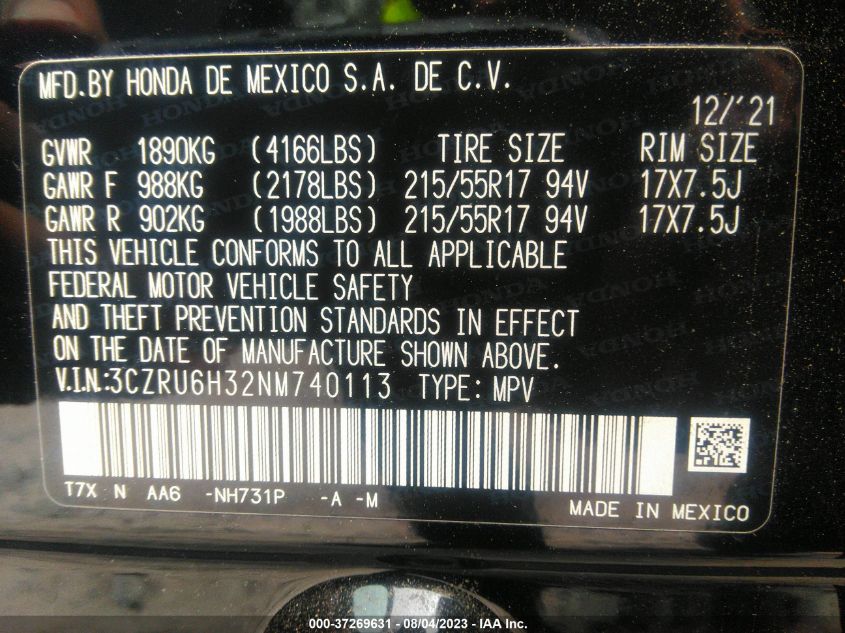 MFD.BY HONDA DE MEXICO S.A. DE C.V.
12/'21
GVWR 1890KG (4166LBS) TIRE SIZE RIM SIZE
GAWR F 988KG (2178LBS) 215/55R17 94V 17X7.5J
GAWR R 902KG (1988LBS) 215/55R17 94V 17X7.5J
THIS VEHICLE CONFORMS TO ALL APPLICABLE
FEDERAL MOTOR VEHICLE SAFETY
AND THEFT PREVENTION STANDARDS IN EFFECT
ON THE DATE OF MANUFACTURE SHOWN ABOVE.
V.I.N.:3CZRU6H32NM740113 TYPE: MPV
T7X N AA6 -NH731P -A -M
MADE IN MEXICO
000-37269631 - 08/04/2023 - IAA Inc.